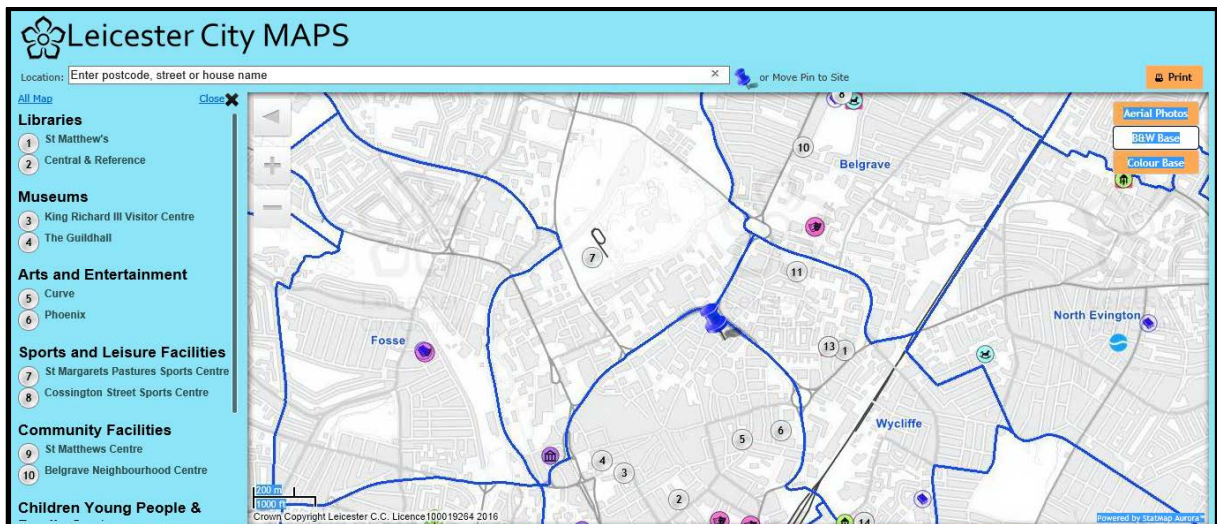 Leicester City MAPS
Location: Enter postcode, street or house name × or Move Pin to Site
Print
All Map Close
Libraries
1 St Matthew's
2 Central & Reference
Museums
3 King Richard III Visitor Centre
4 The Guildhall
Arts and Entertainment
5 Curve
6 Phoenix
Sports and Leisure Facilities
7 St Margarets Pastures Sports Centre
8 Cossington Street Sports Centre
Community Facilities
9 St Matthews Centre
10 Belgrave Neighbourhood Centre
Children Young People &
Aerial Photos
B&W Base
Colour Base
8
10
Belgrave
7
11
North Evington
Fosse
13 1
Wycliffe
6
5
4
3
2
14
200 m
1000 ft
Crown Copyright Leicester C.C. Licence100019264 2016
Powered by StatMap Aurora™